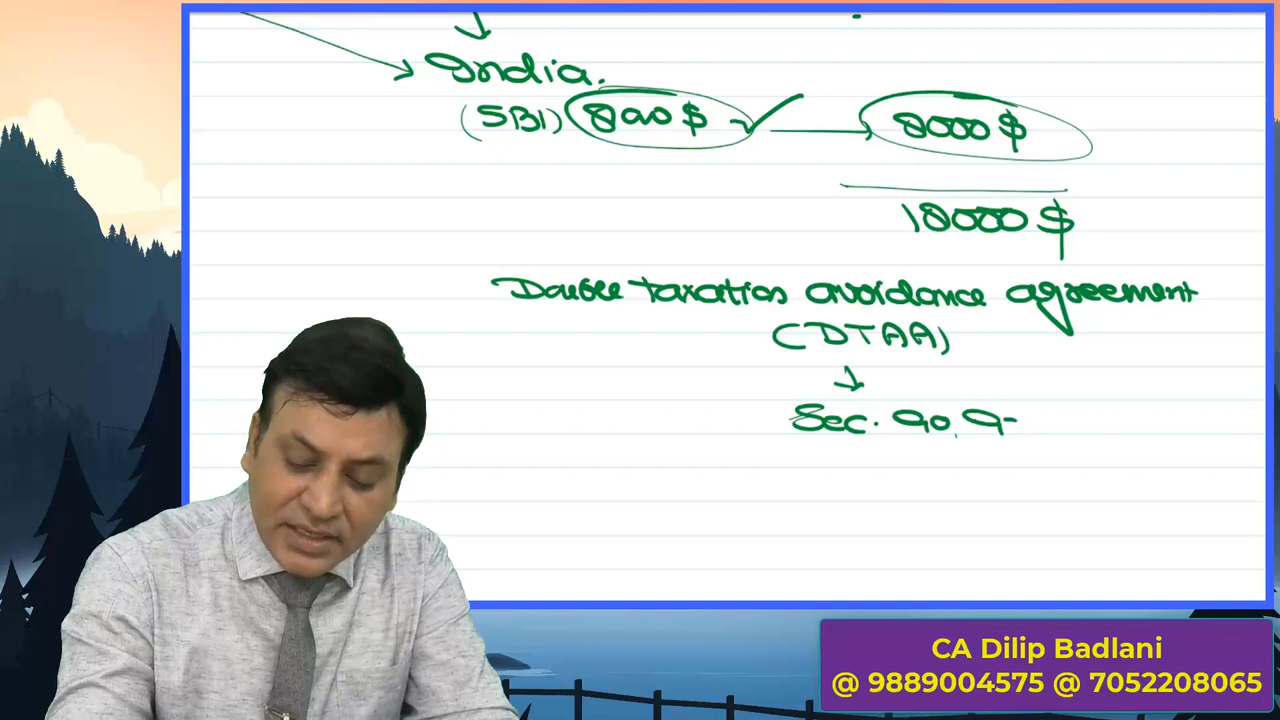 India.
(SBI) 800 $ 8000 $
18000 $
Double taxation avoidance agreement
(DTAA)
Sec. 90, 9
CA Dilip Badlani
@ 9889004575 @ 7052208065